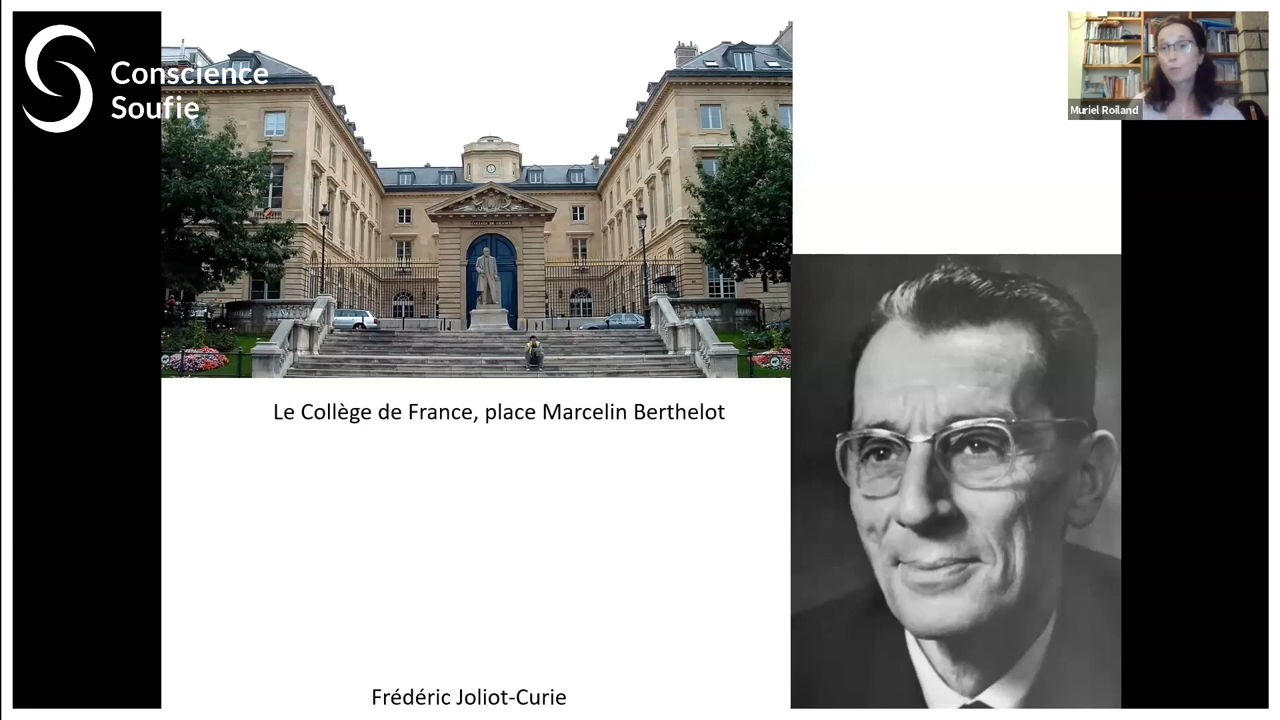 Conscience
Soufie
Muriel Roiland
Le Collège de France, place Marcelin Berthelot
Frédéric Joliot-Curie